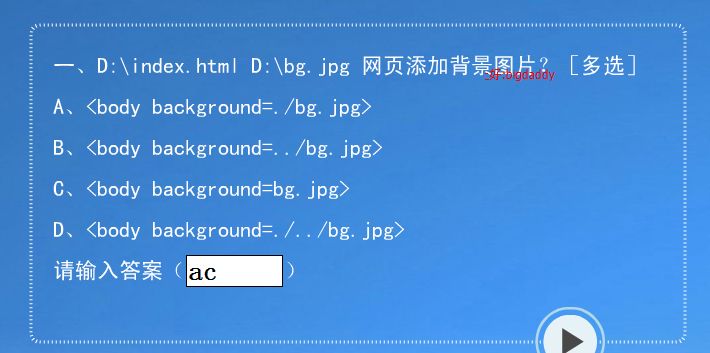 一、D:\index.html D:\bg.jpg 网页添加背景图片？［多选］
好:bigdaddy
A、<body background=./bg.jpg>
B、<body background=../bg.jpg>
C、<body background=bg.jpg>
D、<body background=./../bg.jpg>
请输入答案（ac）